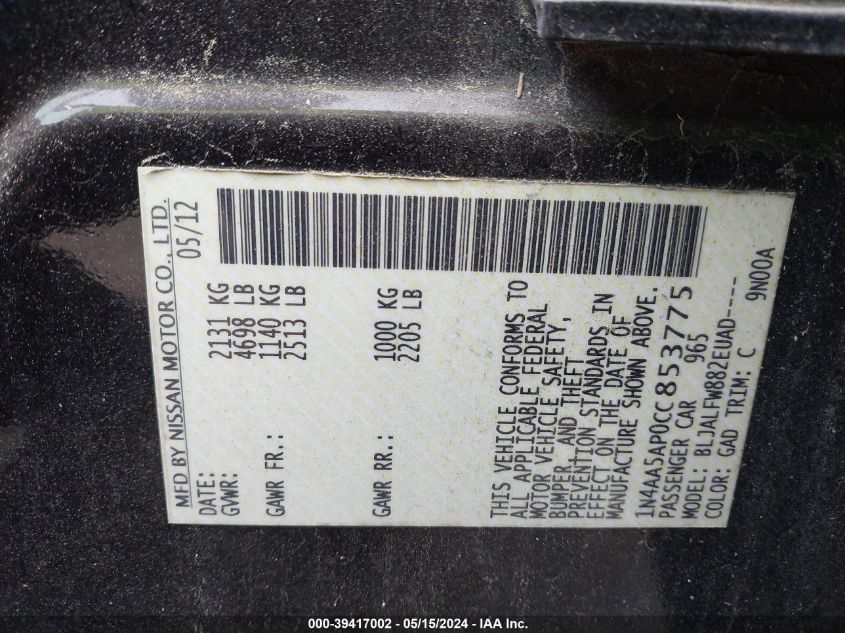 MFD BY NISSAN MOTOR CO., LTD.
DATE: 05/12
GVWR: 2131 KG
4698 LB
GAWR FR.: 1140 KG
2513 LB
GAWR RR.: 1000 KG
2205 LB
THIS VEHICLE CONFORMS TO
ALL APPLICABLE FEDERAL
MOTOR VEHICLE SAFETY,
BUMPER, AND THEFT
PREVENTION STANDARDS IN
EFFECT ON THE DATE OF
MANUFACTURE SHOWN ABOVE.
1N4AA5AP0CC853775
PASSENGER CAR 965
MODEL: BLJALFW882EUAD----
COLOR: GAD TRIM: C 9N00A
000-39417002 - 05/15/2024 - IAA Inc.